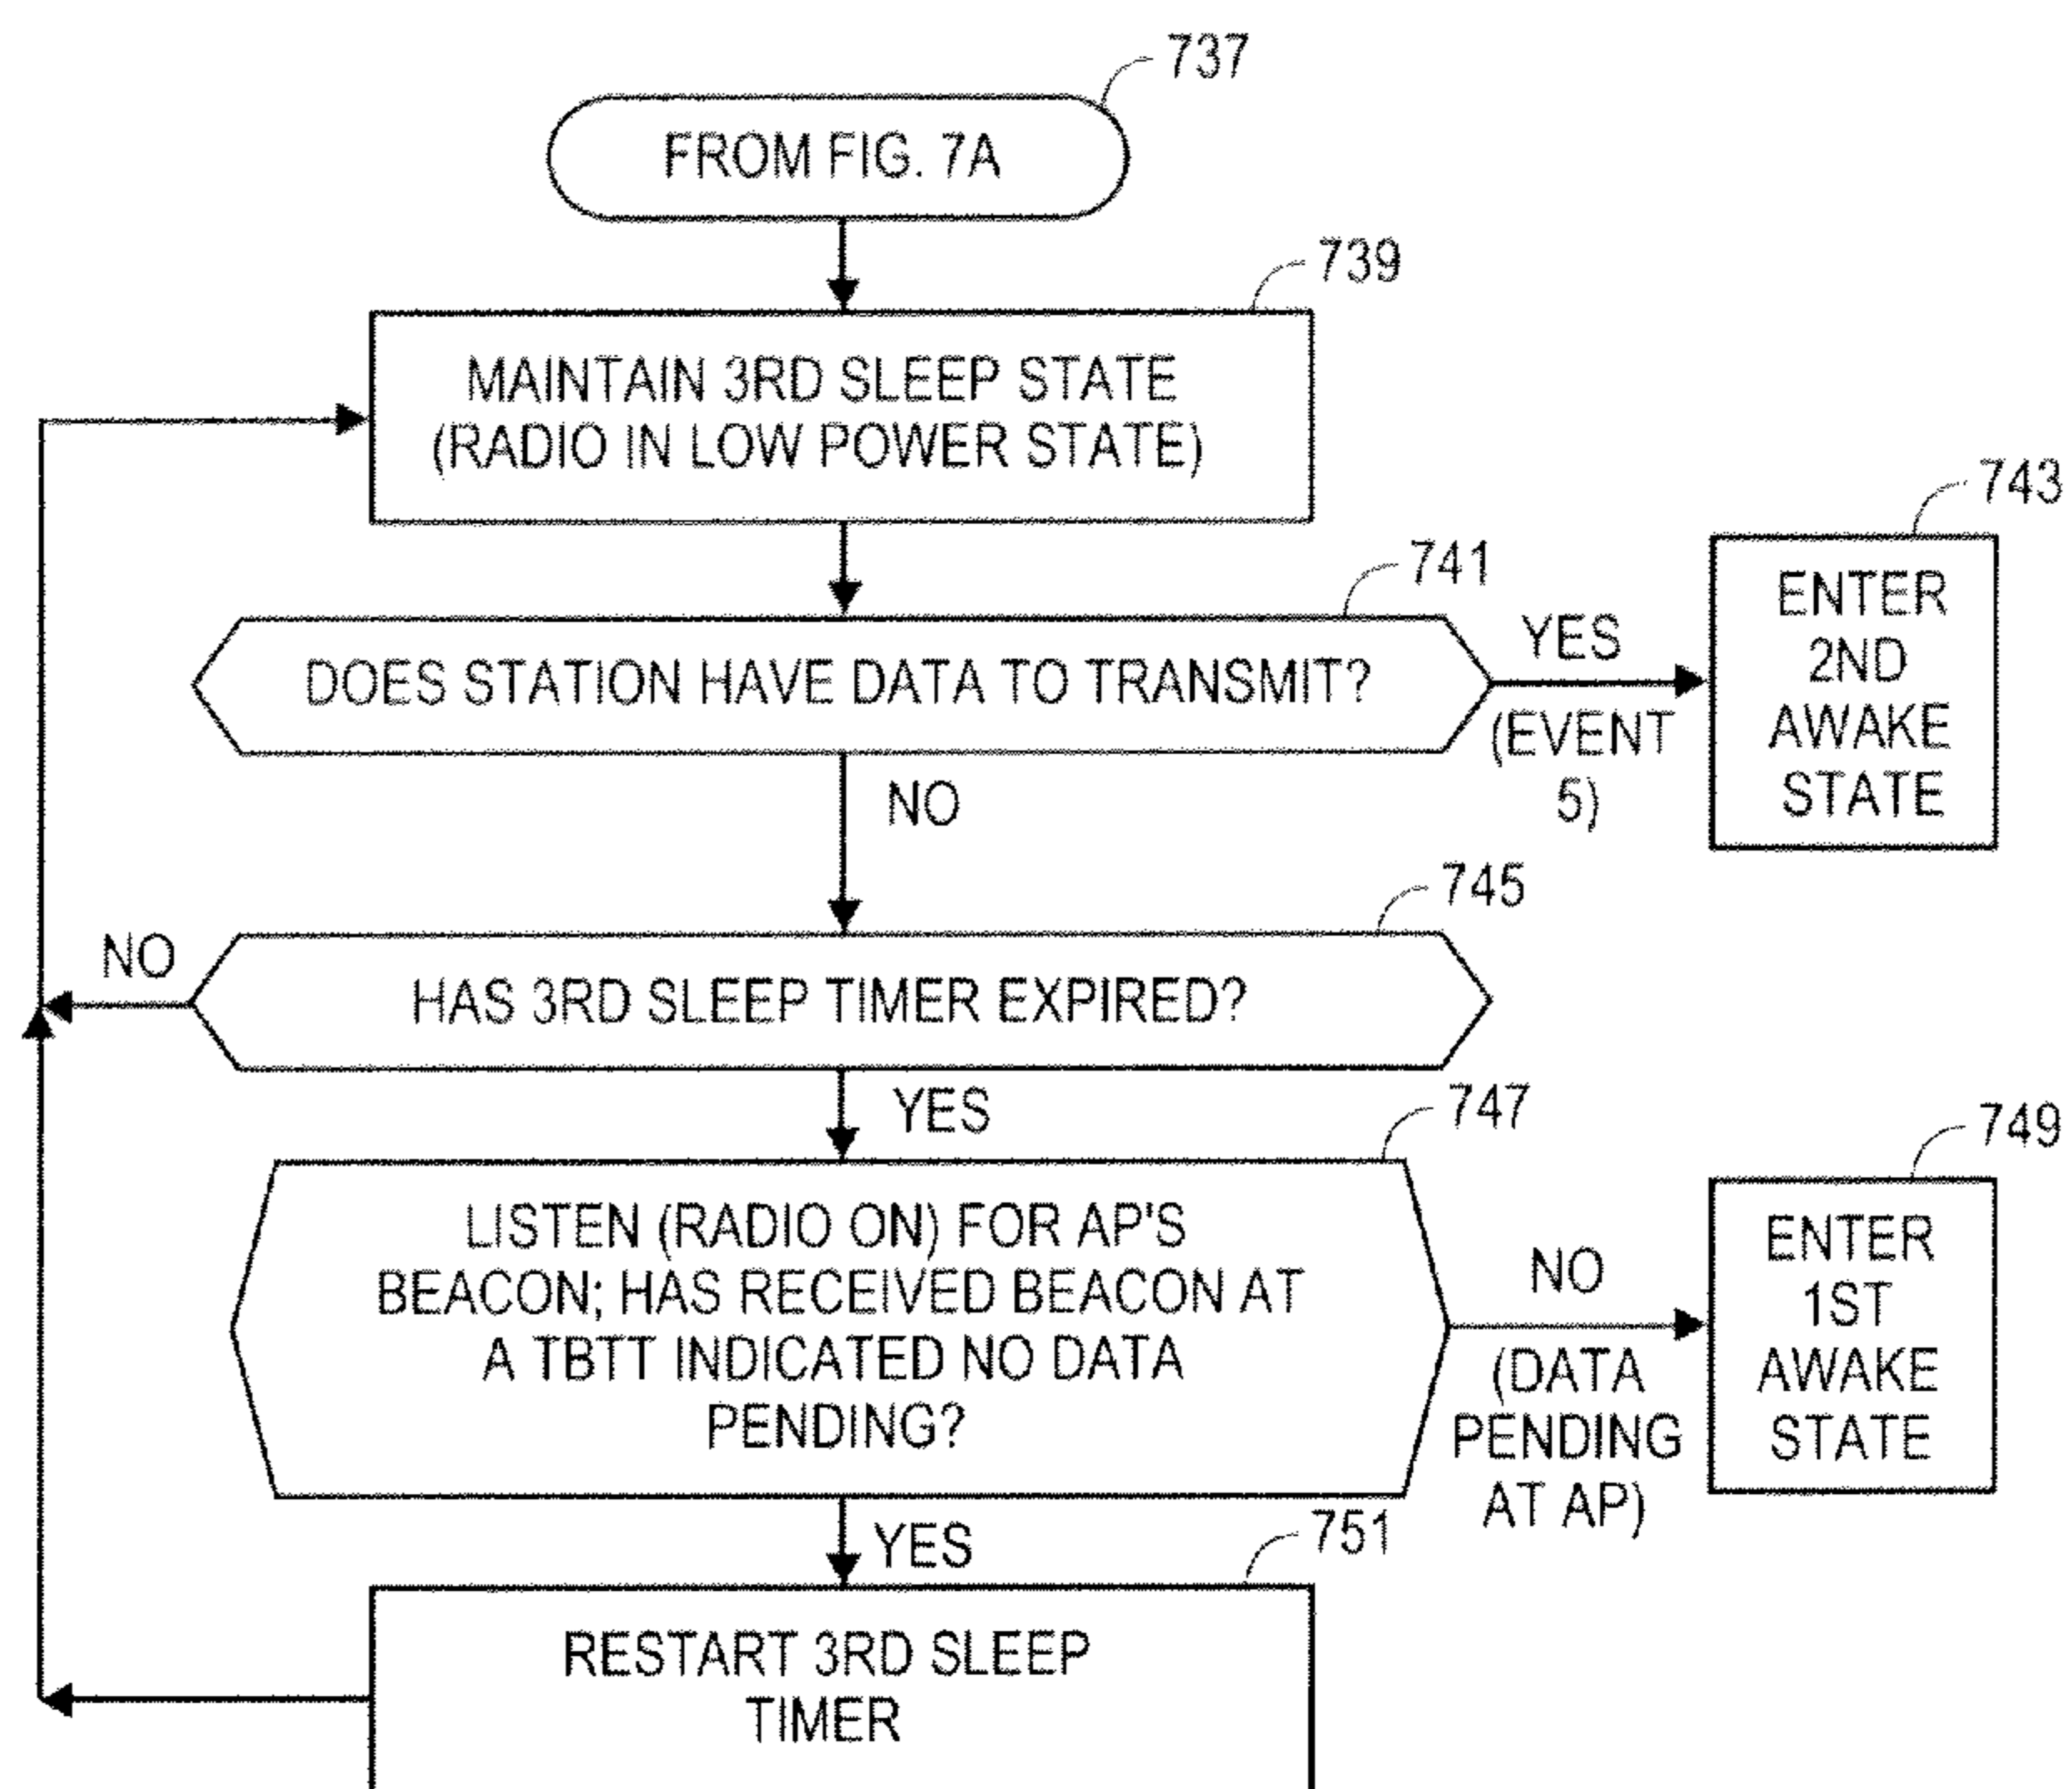 737
FROM FIG. 7A
739
MAINTAIN 3RD SLEEP STATE
(RADIO IN LOW POWER STATE)
741
DOES STATION HAVE DATA TO TRANSMIT?
YES
(EVENT
5)
743
ENTER
2ND
AWAKE
STATE
NO
745
HAS 3RD SLEEP TIMER EXPIRED?
NO
YES
747
LISTEN (RADIO ON) FOR AP'S
BEACON; HAS RECEIVED BEACON AT
A TBTT INDICATED NO DATA
PENDING?
NO
(DATA
PENDING
AT AP)
749
ENTER
1ST
AWAKE
STATE
YES
751
RESTART 3RD SLEEP
TIMER